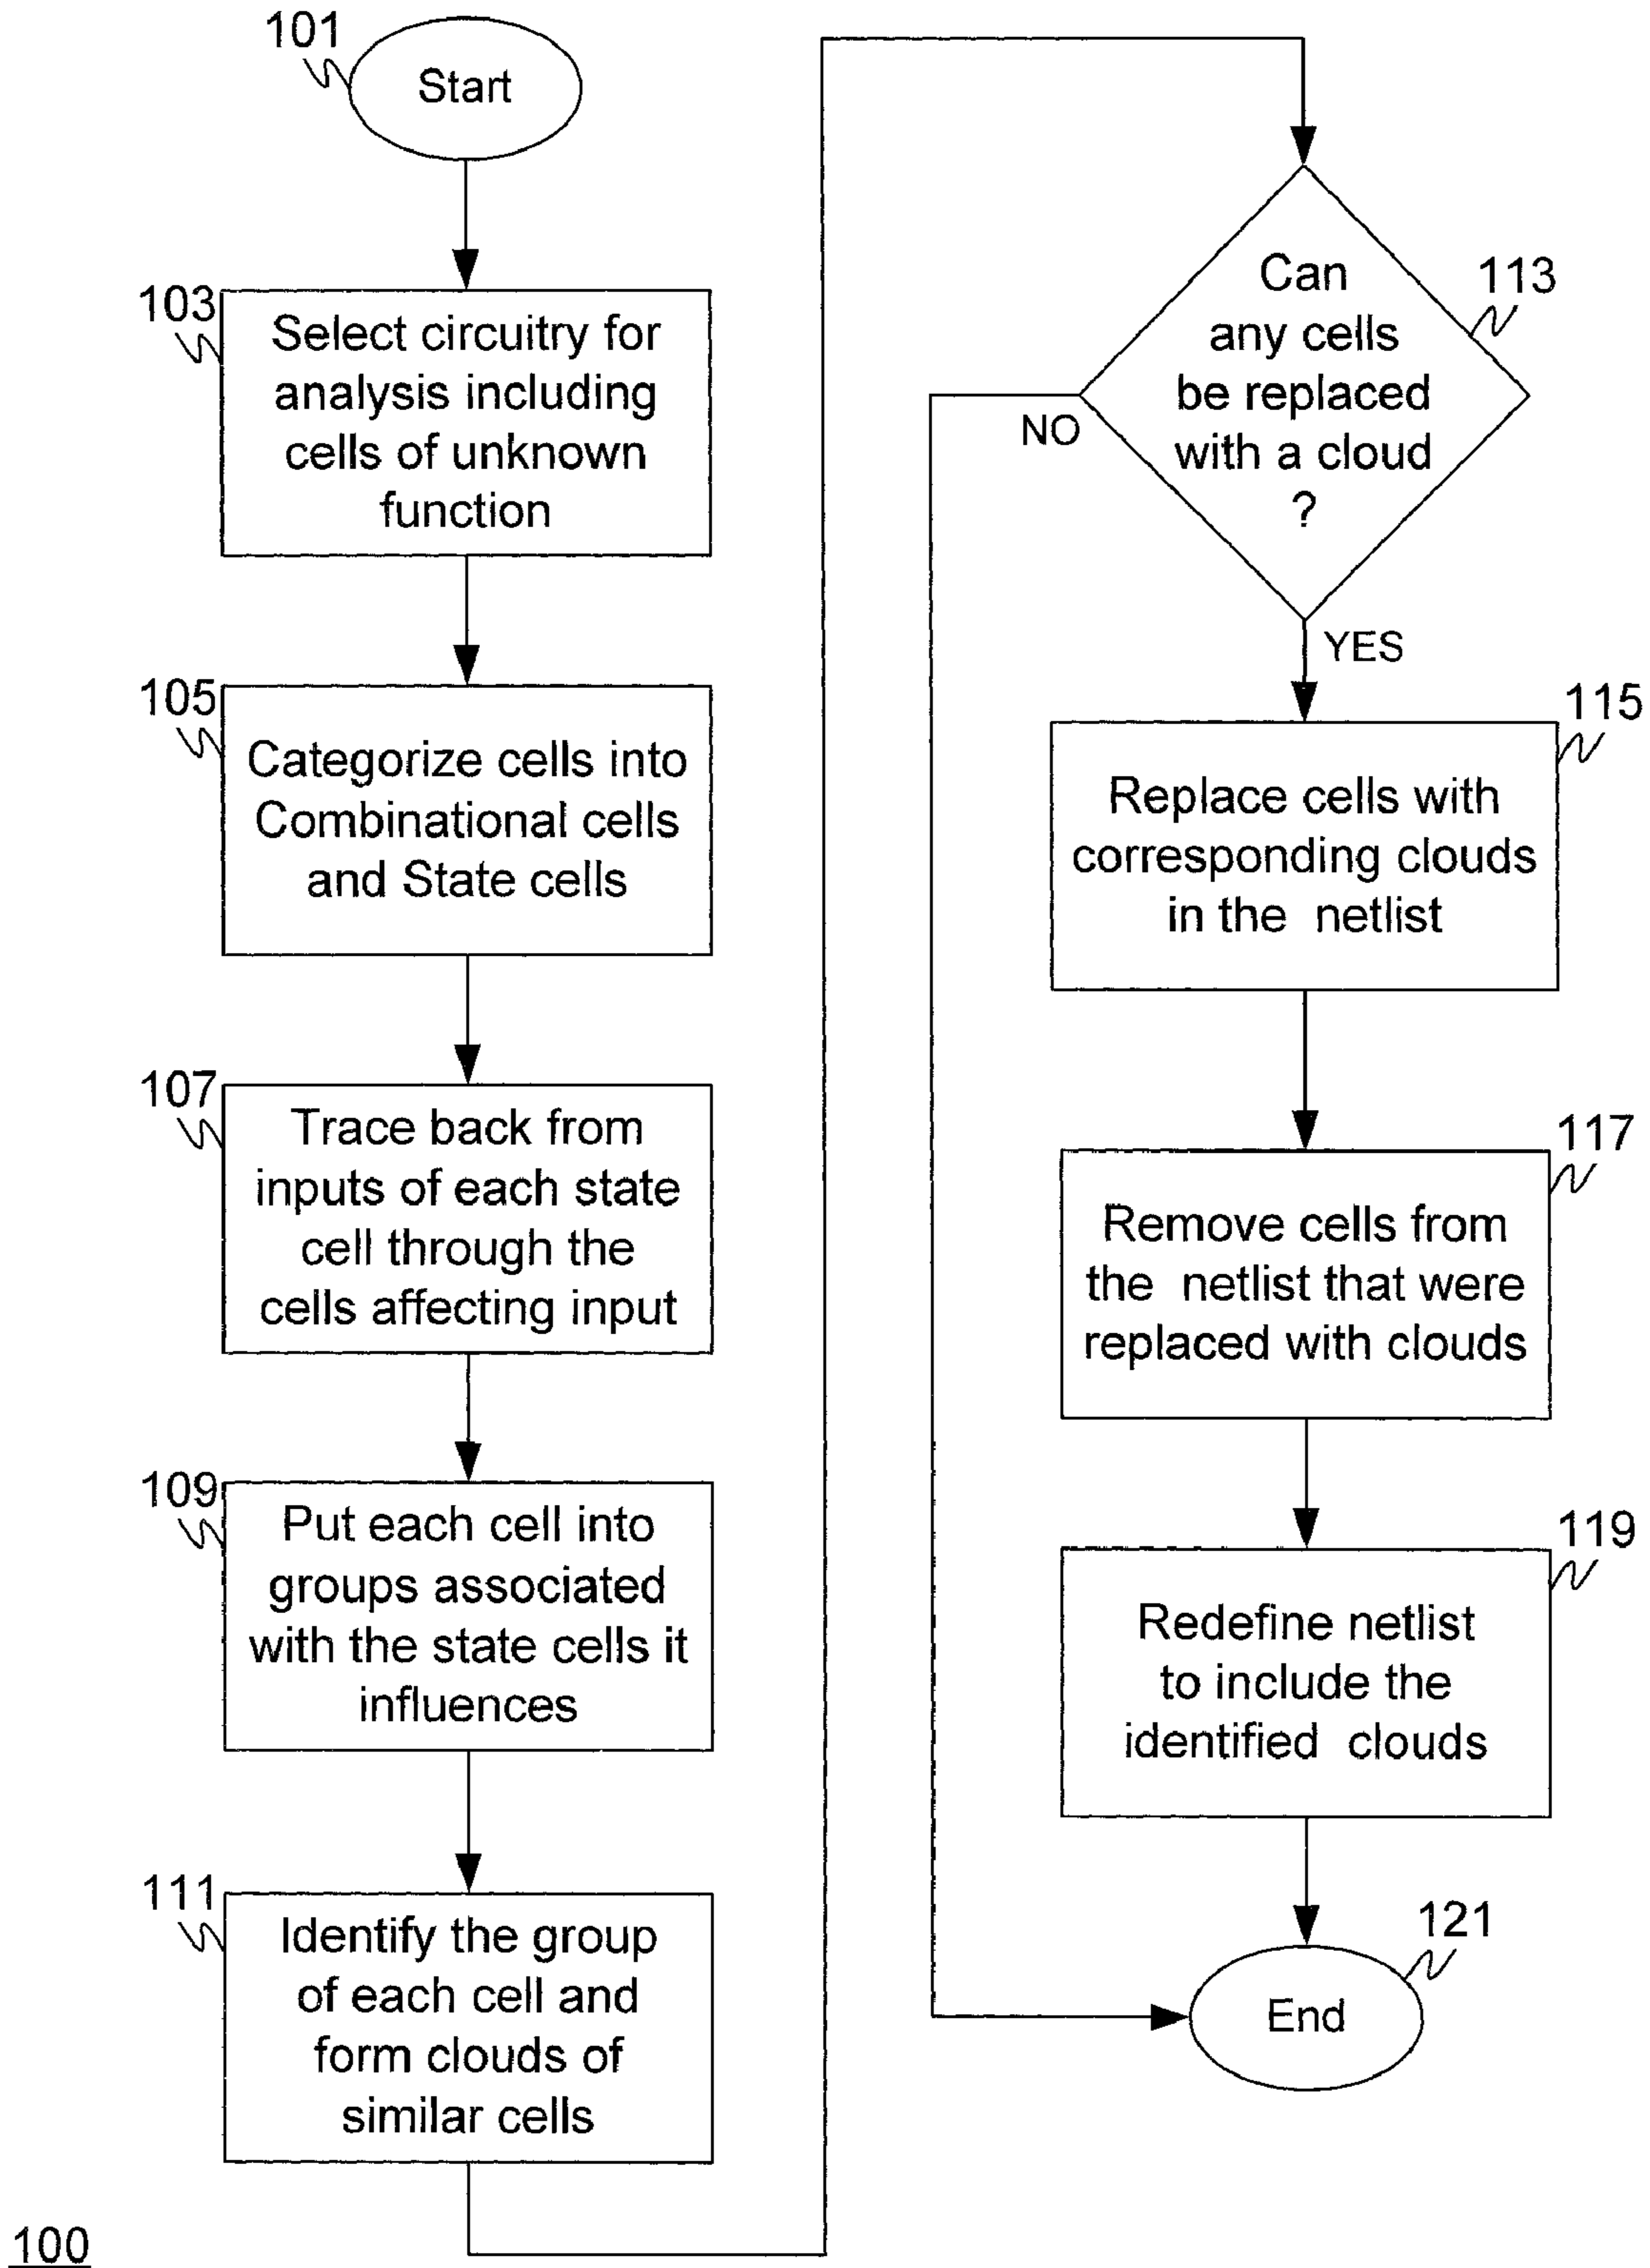 101
Start
103
Select circuitry for
analysis including
cells of unknown
function
105
Categorize cells into
Combinational cells
and State cells
107
Trace back from
inputs of each state
cell through the
cells affecting input
109
Put each cell into
groups associated
with the state cells it
influences
111
Identify the group
of each cell and
form clouds of
similar cells
113
Can
any cells
be replaced
with a cloud
?
NO
YES
115
Replace cells with
corresponding clouds
in the netlist
117
Remove cells from
the netlist that were
replaced with clouds
119
Redefine netlist
to include the
identified clouds
121
End
100